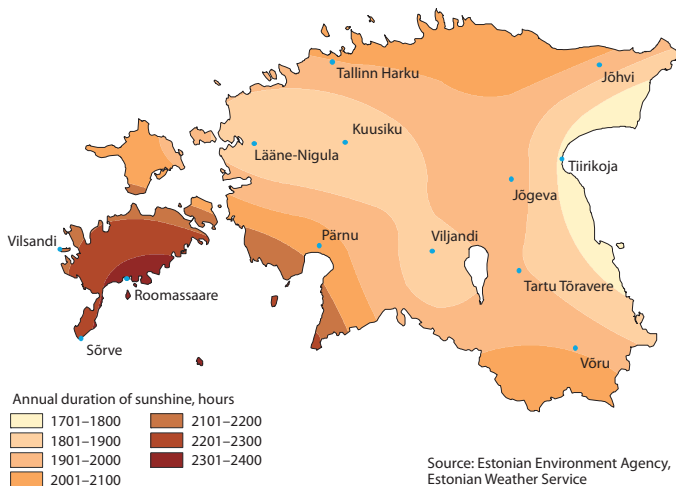 Tallinn Harku
Jõhvi
Kuusiku
Lääne-Nigula
Tiirikoja
Jõgeva
Vilsandi
Pärnu
Viljandi
Tartu Tõravere
Roomassaare
Sõrve
Võru
Annual duration of sunshine, hours
1701–1800
1801–1900
1901–2000
2001–2100
2101–2200
2201–2300
2301–2400
Source: Estonian Environment Agency,
Estonian Weather Service